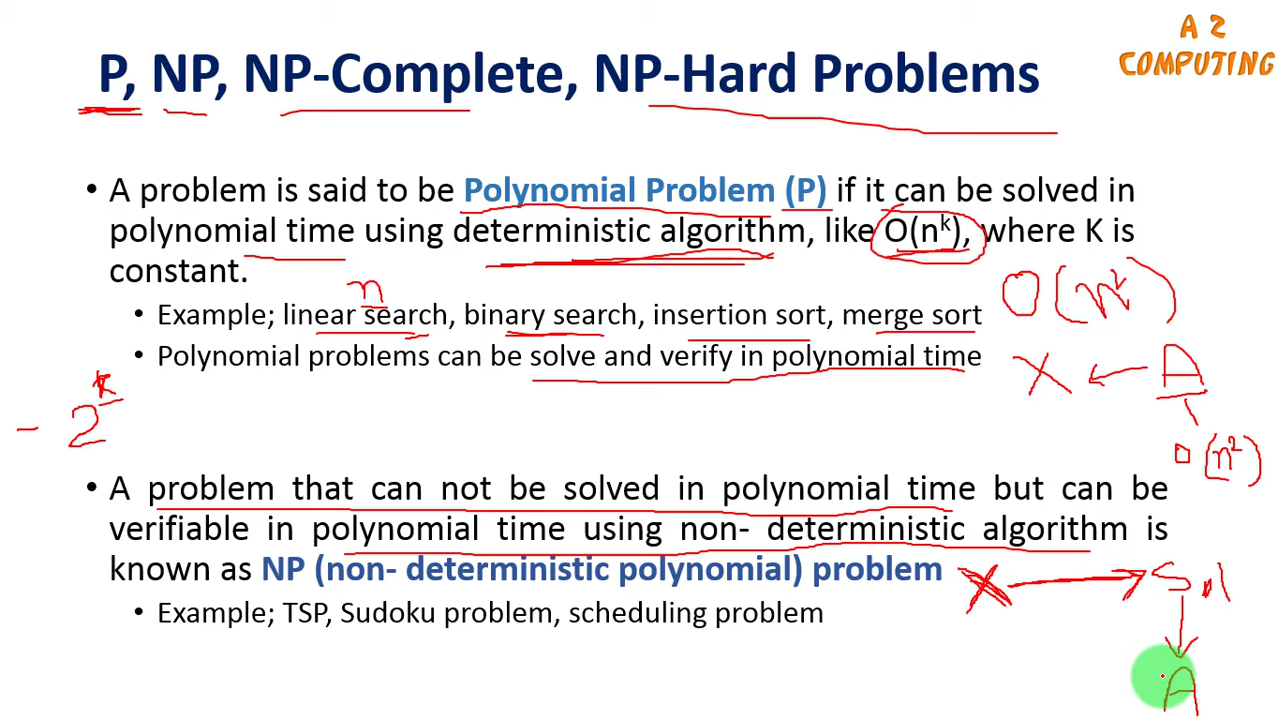 A Z
COMPUTING
P, NP, NP-Complete, NP-Hard Problems
• A problem is said to be Polynomial Problem (P) if it can be solved in
polynomial time using deterministic algorithm, like O(nᵏ), where K is
constant.
n
O(n²)
• Example; linear search, binary search, insertion sort, merge sort
• Polynomial problems can be solve and verify in polynomial time
X ← A
- 2ᵏ
O(n²)
• A problem that can not be solved in polynomial time but can be
verifiable in polynomial time using non- deterministic algorithm is
known as NP (non- deterministic polynomial) problem
X → Sol
• Example; TSP, Sudoku problem, scheduling problem
A